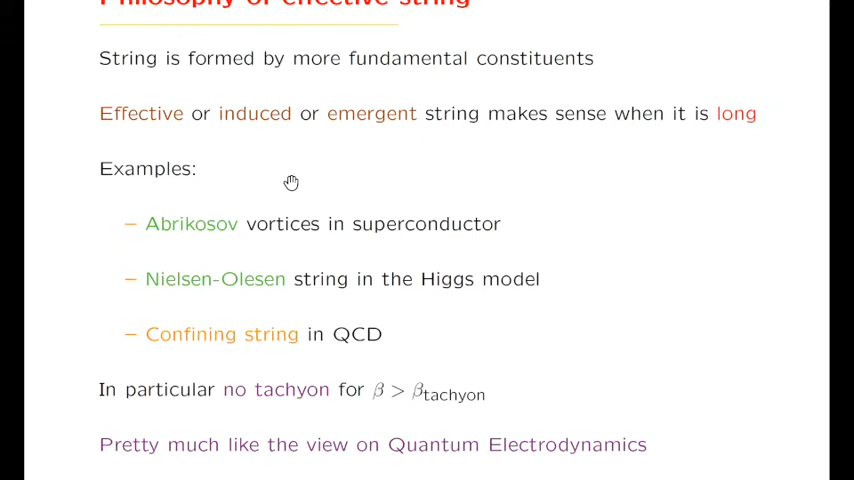 Philosophy of effective string
String is formed by more fundamental constituents
Effective or induced or emergent string makes sense when it is long
Examples:
– Abrikosov vortices in superconductor
– Nielsen-Olesen string in the Higgs model
– Confining string in QCD
In particular no tachyon for β > βtachyon
Pretty much like the view on Quantum Electrodynamics